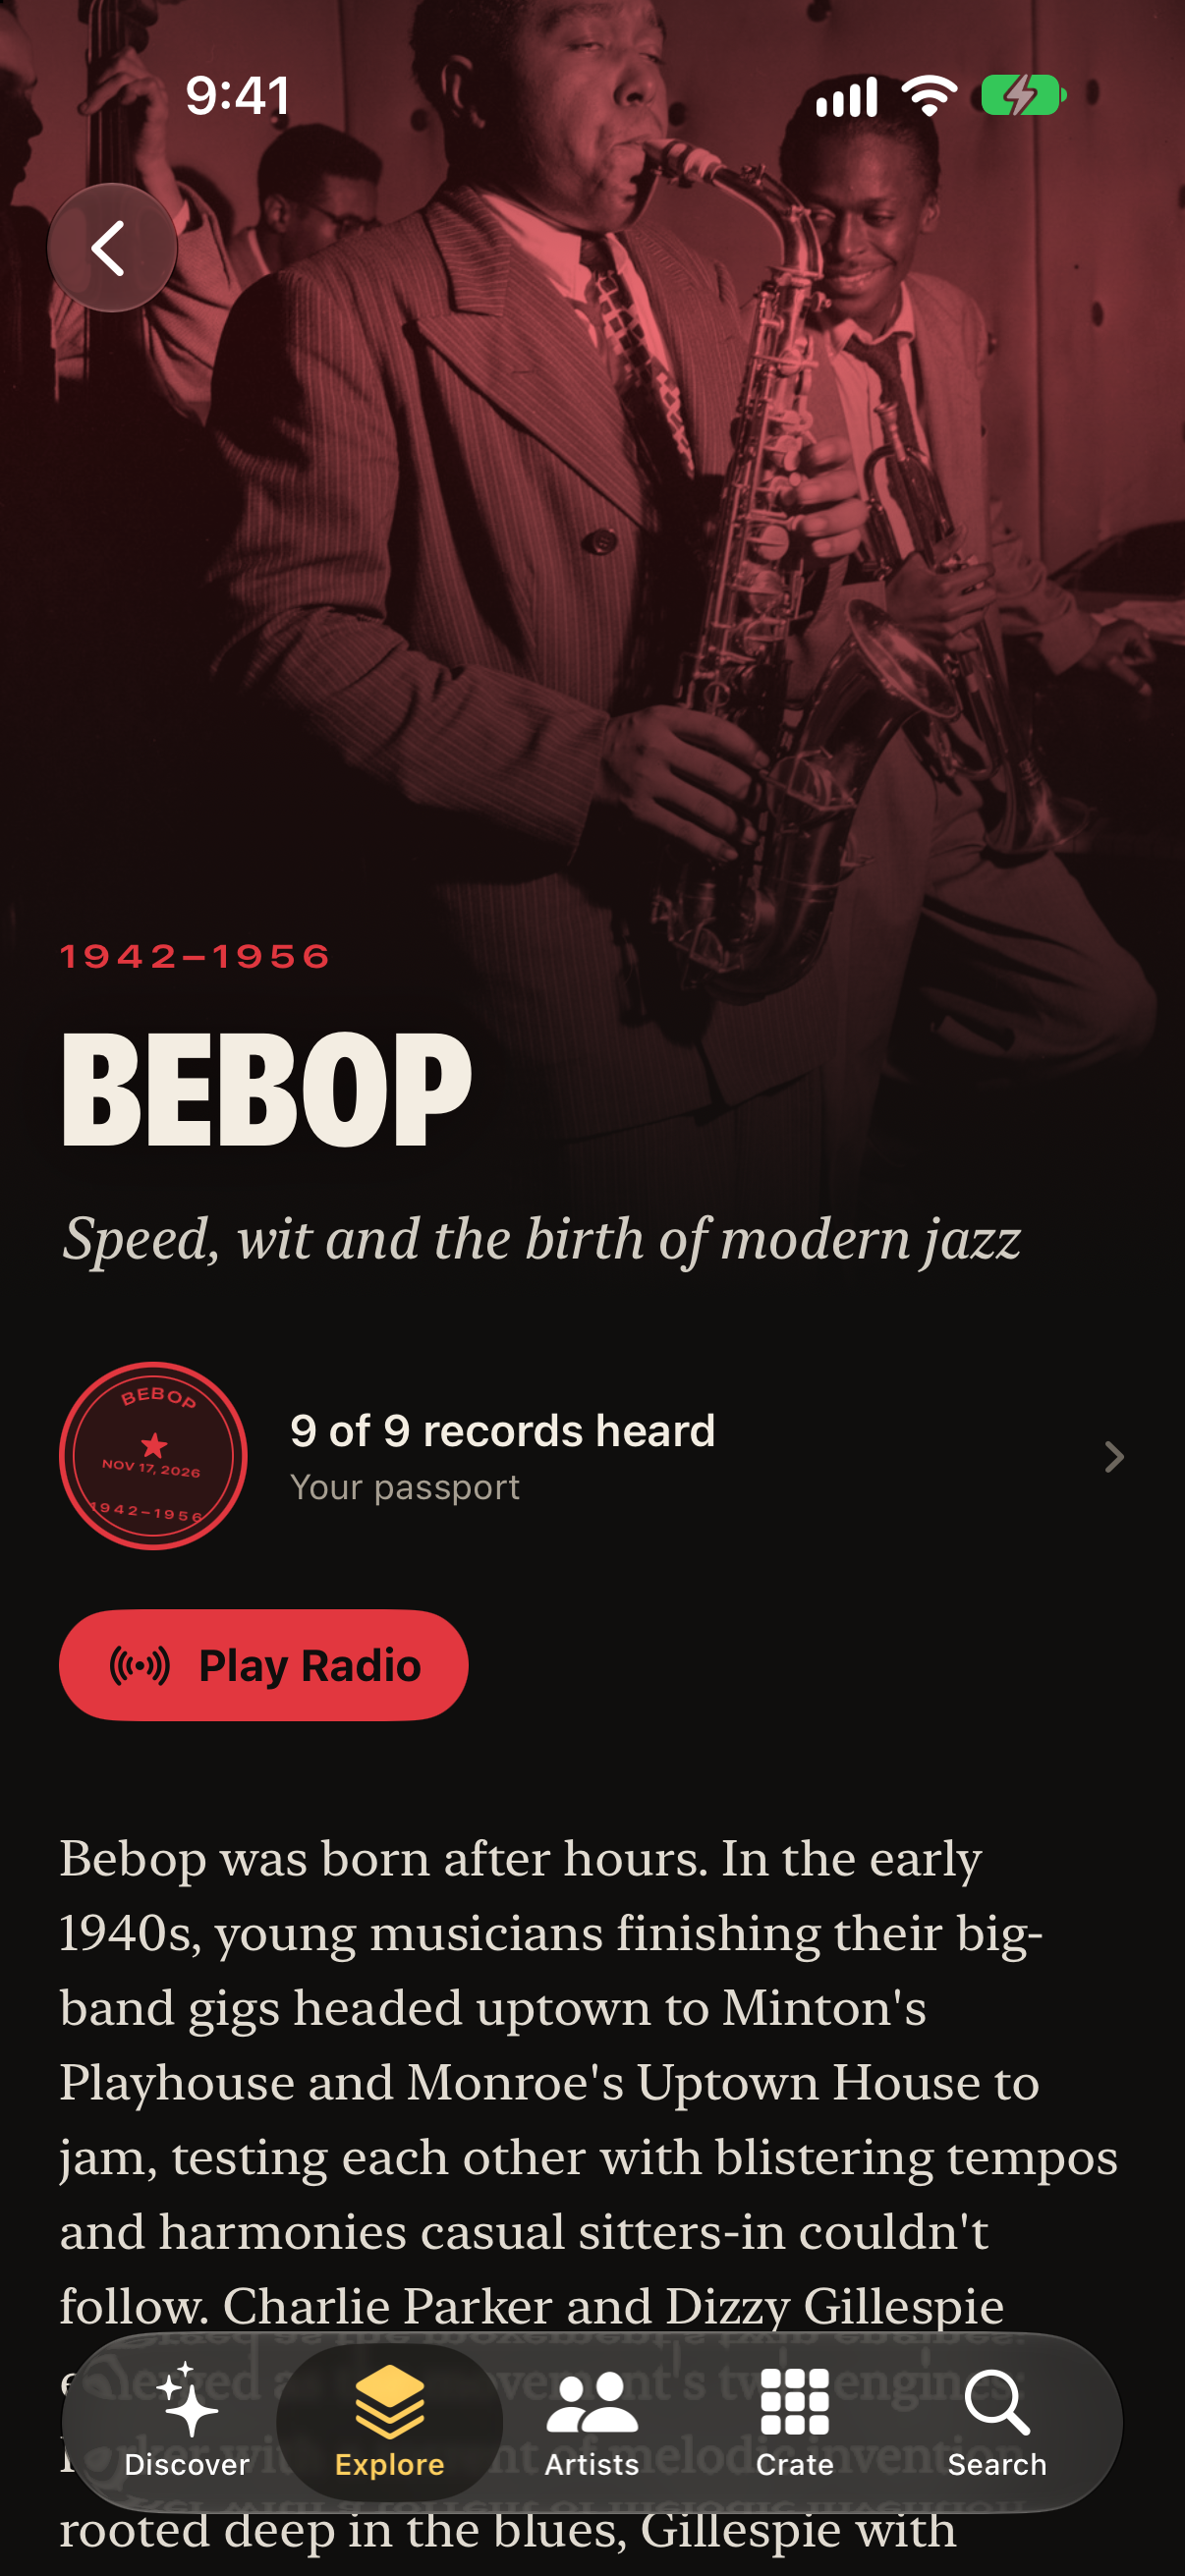 9:41
1942–1956
BEBOP
Speed, wit and the birth of modern jazz
BEBOP
NOV 17, 2026
1942–1956
9 of 9 records heard
Your passport
Play Radio
Bebop was born after hours. In the early
1940s, young musicians finishing their big-
band gigs headed uptown to Minton's
Playhouse and Monroe's Uptown House to
jam, testing each other with blistering tempos
and harmonies casual sitters-in couldn't
follow. Charlie Parker and Dizzy Gillespie
Discover
Explore
Artists
Crate
Search
rooted deep in the blues, Gillespie with